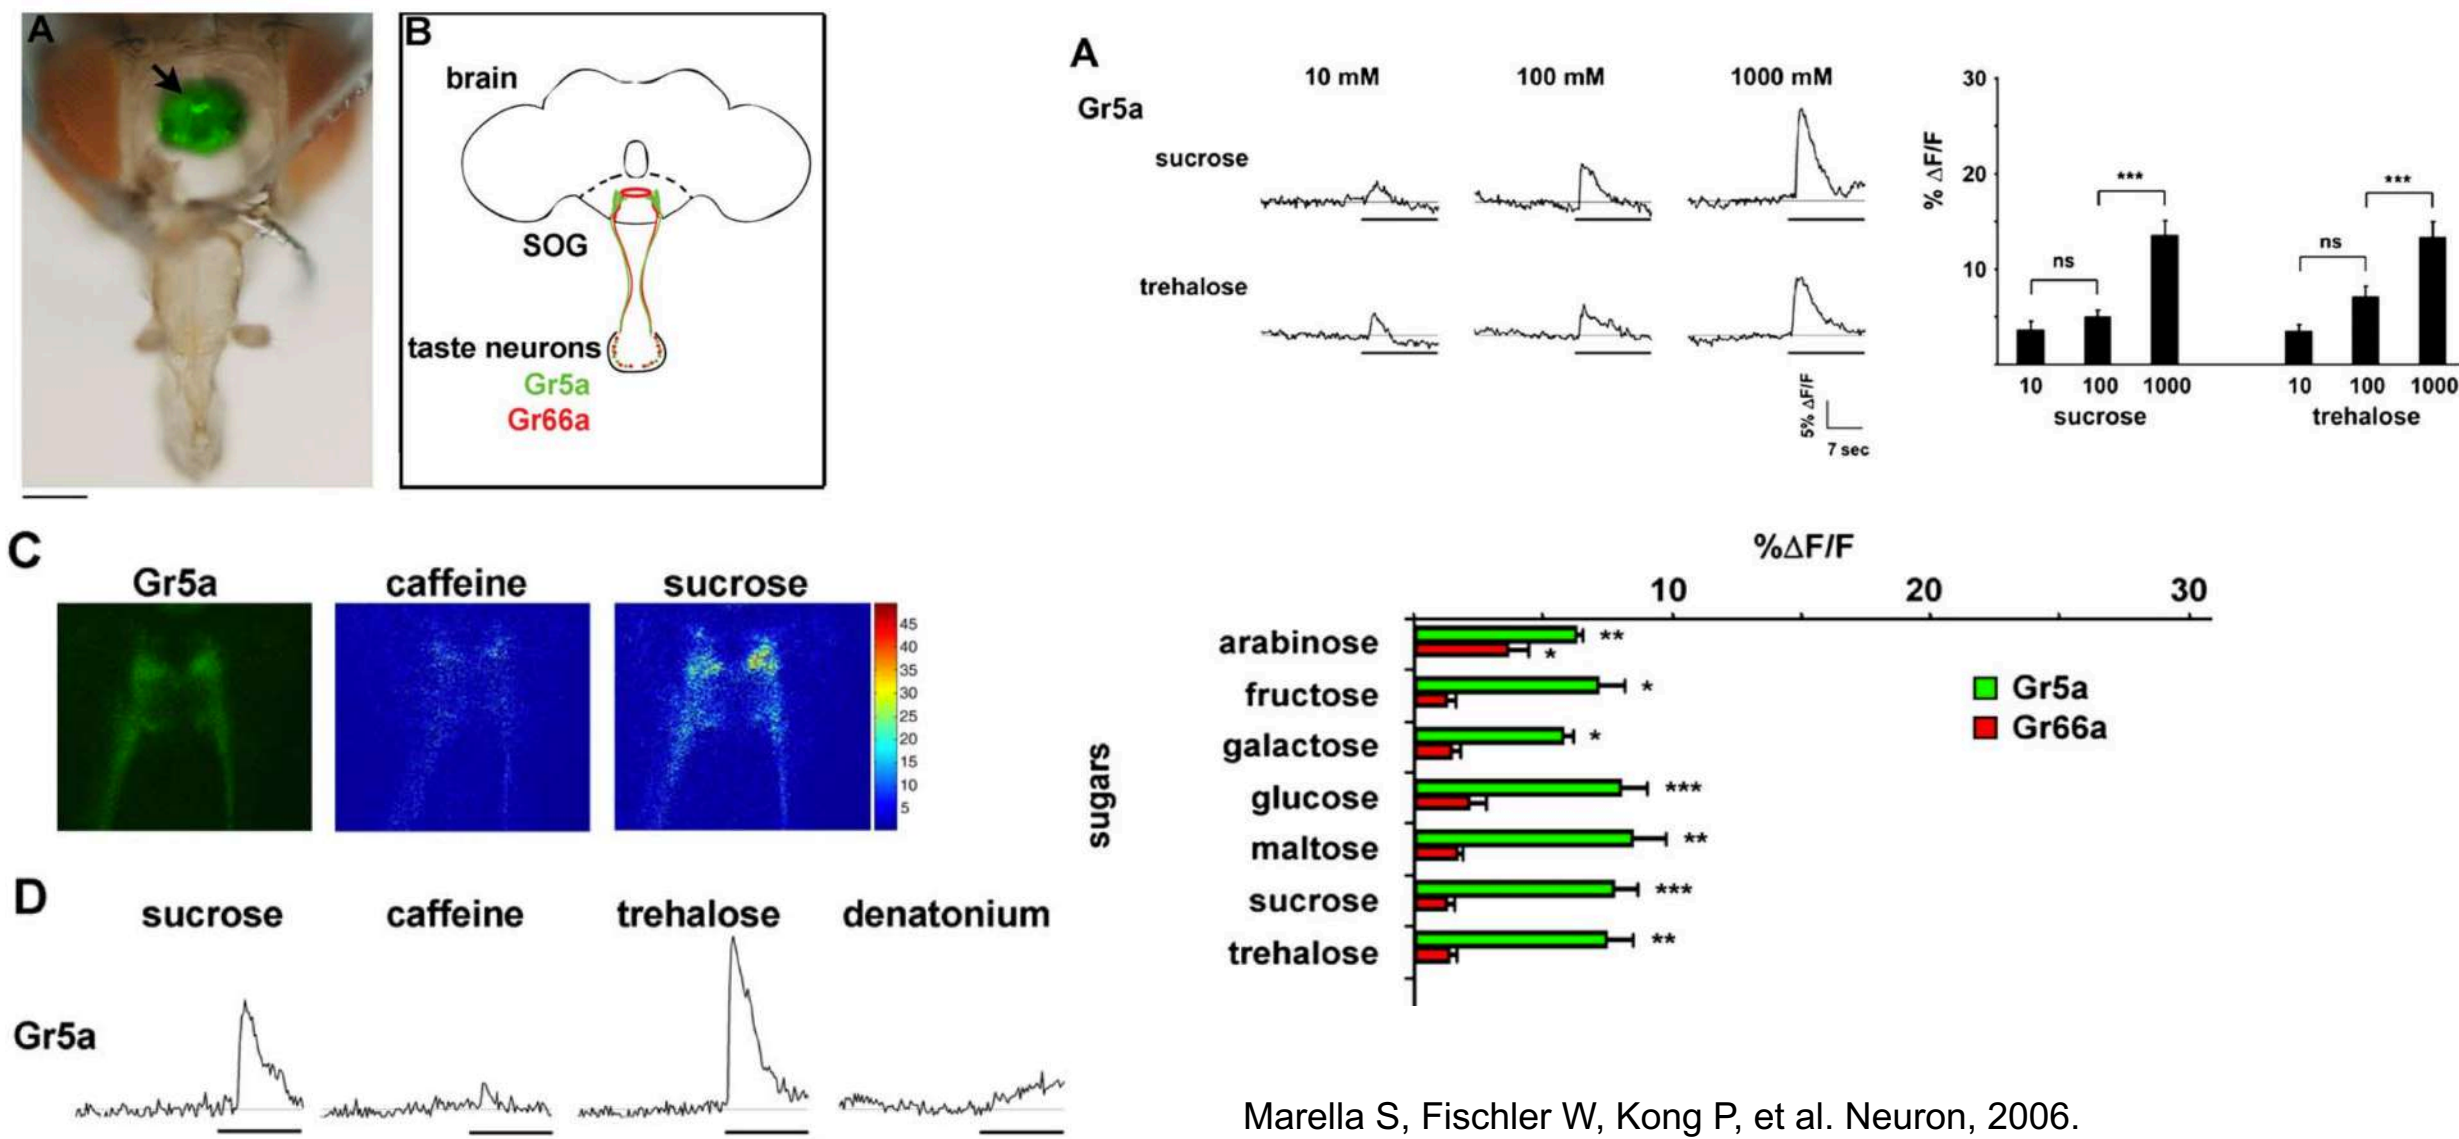 A
B
brain
SOG
taste neurons
Gr5a
Gr66a
C
Gr5a
caffeine
sucrose
45
40
35
30
25
20
15
10
5
D
sucrose
caffeine
trehalose
denatonium
Gr5a
A
10 mM
100 mM
1000 mM
Gr5a
sucrose
trehalose
5% ΔF/F
7 sec
% ΔF/F
30
20
10
ns
***
ns
***
10
100
1000
10
100
1000
sucrose
trehalose
%ΔF/F
10
20
30
sugars
arabinose
**
*
fructose
*
galactose
*
glucose
***
maltose
**
sucrose
***
trehalose
**
Gr5a
Gr66a
Marella S, Fischler W, Kong P, et al. Neuron, 2006.